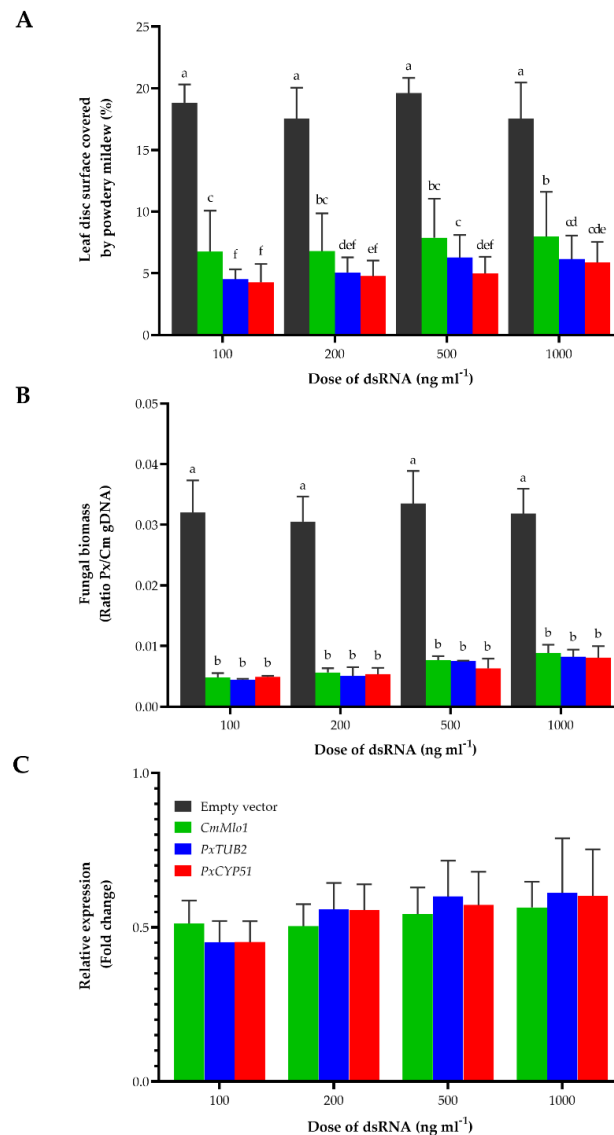 A
Leaf disc surface covered
by powdery mildew (%)
25
20
15
10
5
0
a
c
f
f
a
bc
def
ef
a
bc
c
def
a
b
cd
cde
100
200
500
1000
Dose of dsRNA (ng ml⁻¹)
B
Fungal biomass
(Ratio Px/Cm gDNA)
0.05
0.04
0.03
0.02
0.01
0.00
a
b
b
b
a
b
b
b
a
b
b
b
a
b
b
b
100
200
500
1000
Dose of dsRNA (ng ml⁻¹)
C
Relative expression
(Fold change)
1.0
0.5
0.0
Empty vector
CmMlo1
PxTUB2
PxCYP51
100
200
500
1000
Dose of dsRNA (ng ml⁻¹)